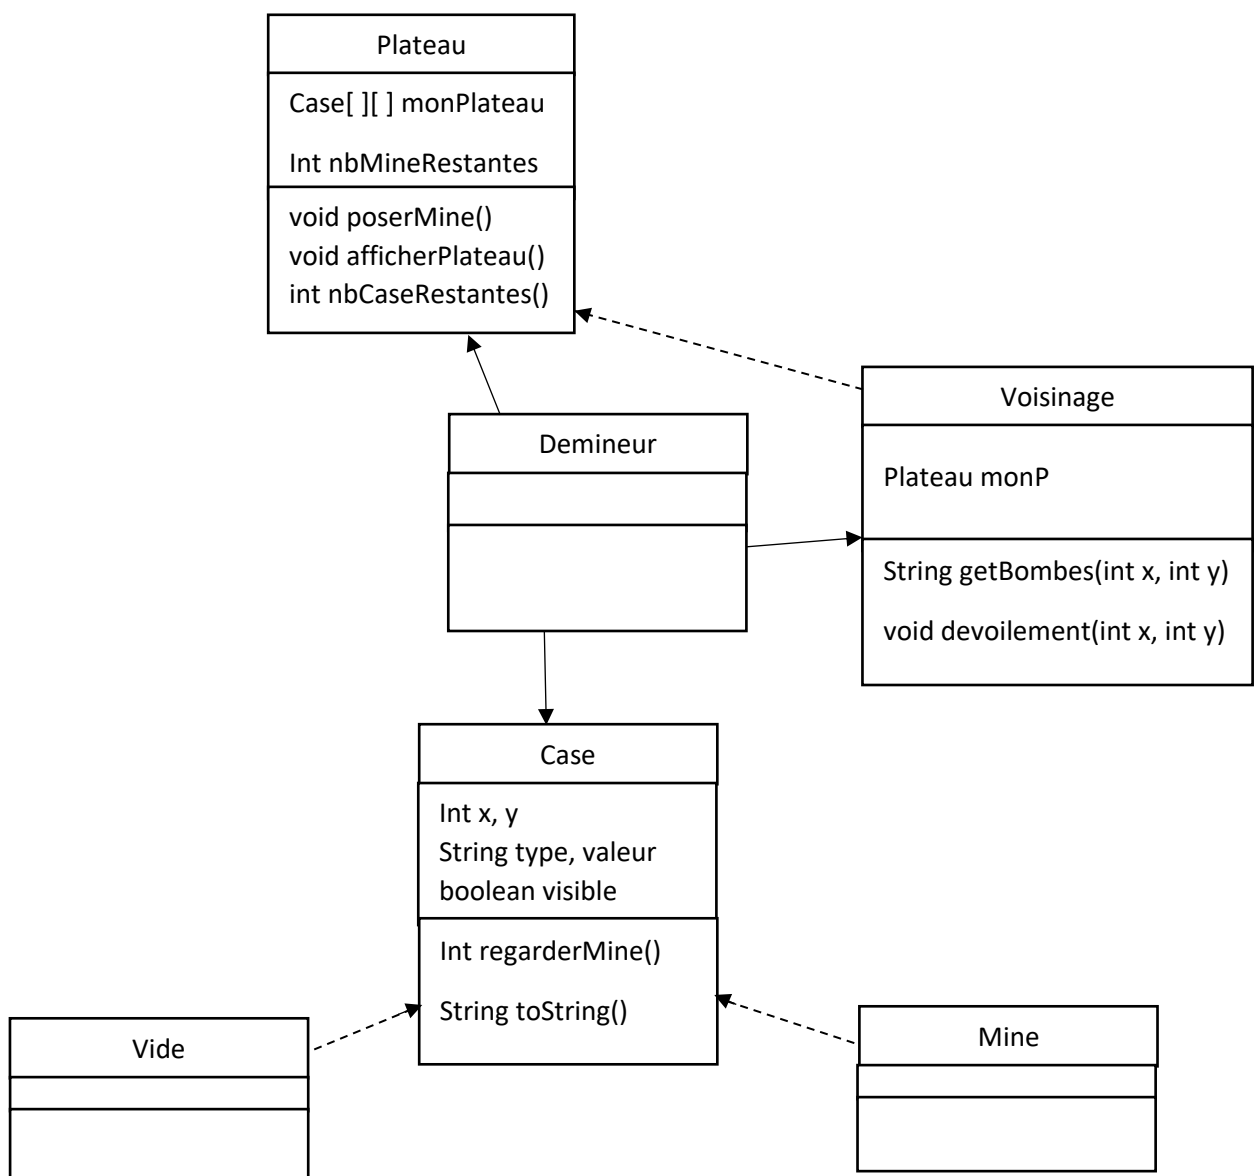 Plateau
Case[ ][ ] monPlateau
Int nbMineRestantes
void poserMine()
void afficherPlateau()
int nbCaseRestantes()
Voisinage
Plateau monP
String getBombes(int x, int y)
void devoilement(int x, int y)
Demineur
Case
Int x, y
String type, valeur
boolean visible
Int regarderMine()
String toString()
Vide
Mine